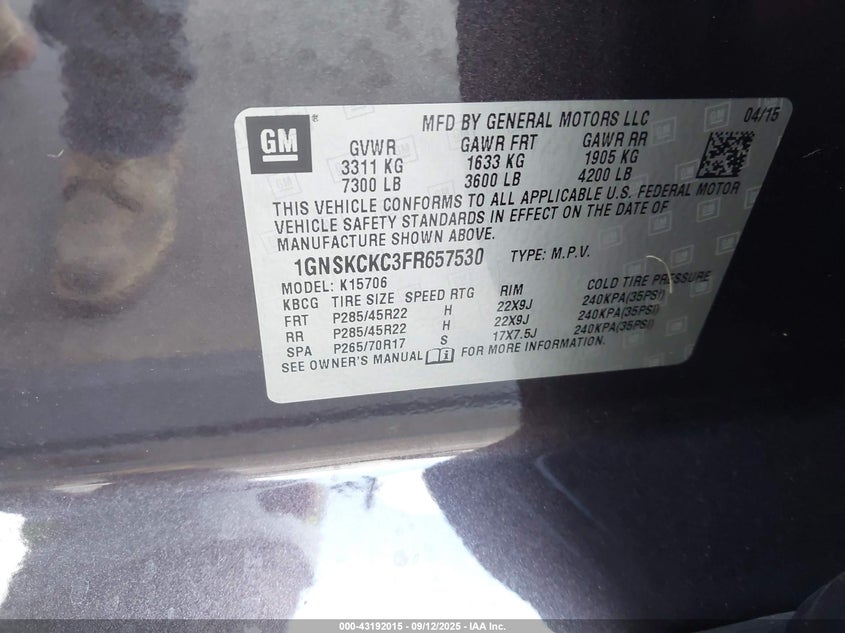 GM ®
MFD BY GENERAL MOTORS LLC 04/15
GVWR GAWR FRT GAWR RR
3311 KG 1633 KG 1905 KG
7300 LB 3600 LB 4200 LB
THIS VEHICLE CONFORMS TO ALL APPLICABLE U.S. FEDERAL MOTOR
VEHICLE SAFETY STANDARDS IN EFFECT ON THE DATE OF
MANUFACTURE SHOWN ABOVE.
1GNSKCKC3FR657530 TYPE: M.P.V.
MODEL: K15706
KBCG TIRE SIZE SPEED RTG RIM COLD TIRE PRESSURE
FRT P285/45R22 H 22X9J 240KPA(35PSI)
RR P285/45R22 H 22X9J 240KPA(35PSI)
SPA P265/70R17 S 17X7.5J 240KPA(35PSI)
SEE OWNER'S MANUAL FOR MORE INFORMATION.
000-43192015 - 09/12/2025 - IAA Inc.